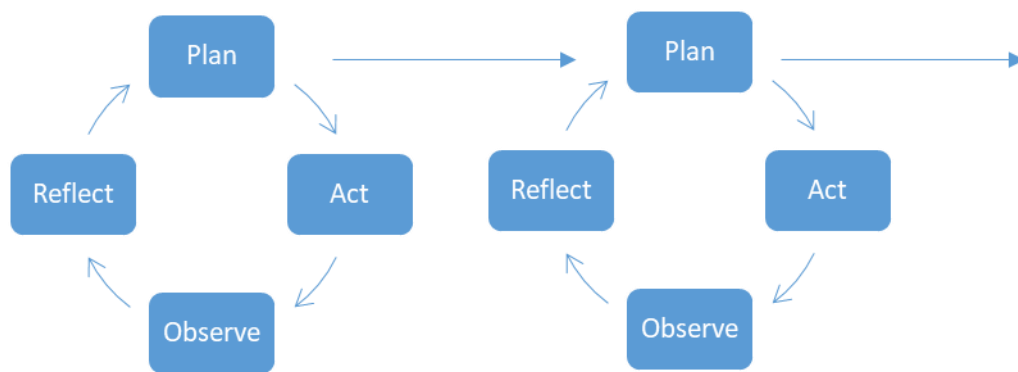 Plan
Act
Observe
Reflect
Plan
Act
Observe
Reflect